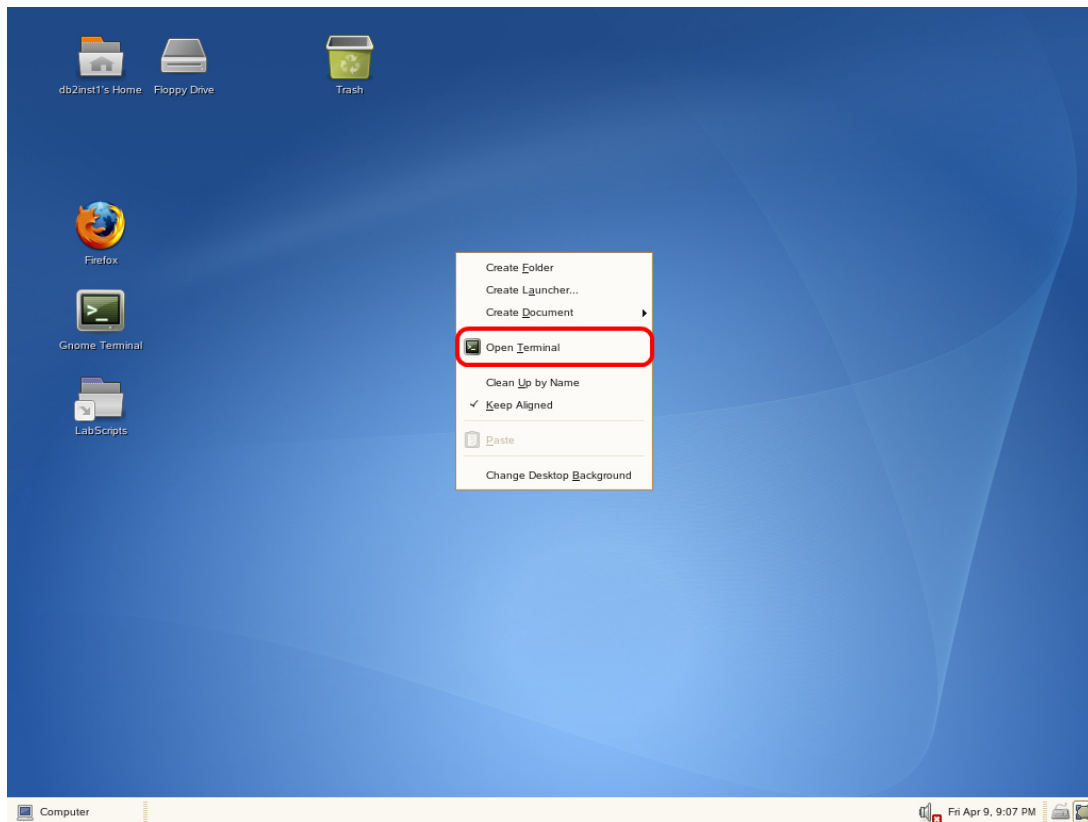 db2inst1's Home
Floppy Drive
Trash
Firefox
Gnome Terminal
LabScripts
Create Folder
Create Launcher...
Create Document
Open Terminal
Clean Up by Name
Keep Aligned
Paste
Change Desktop Background
Computer
Fri Apr 9, 9:07 PM